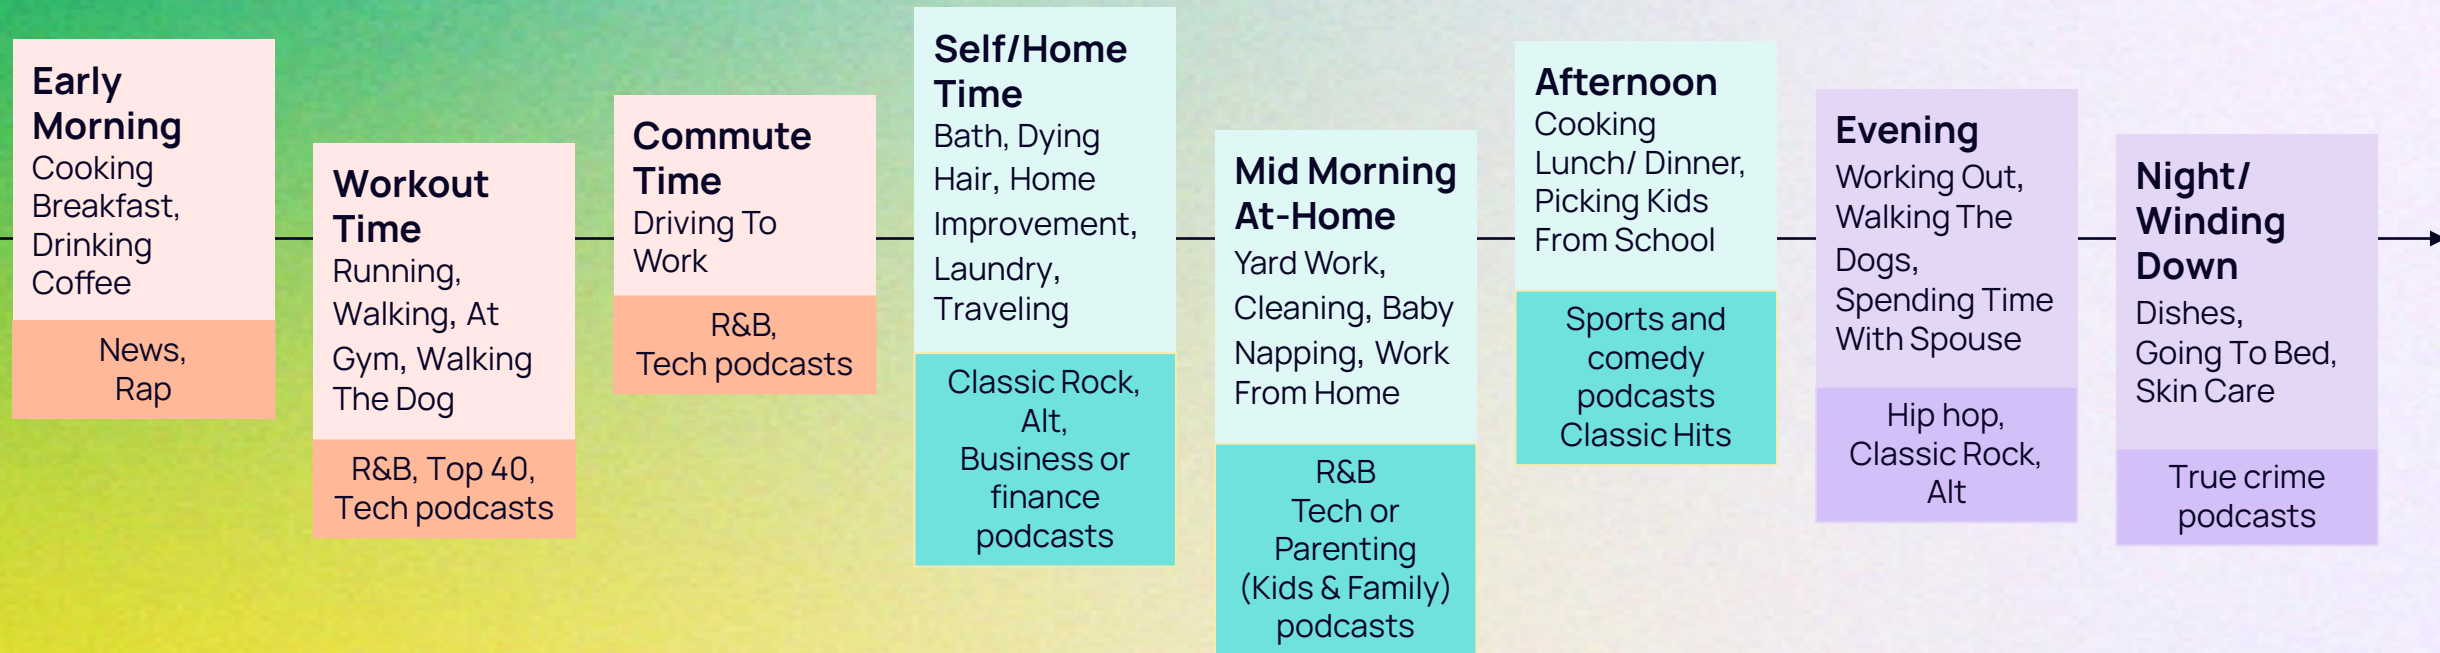 Early
Morning
Cooking
Breakfast,
Drinking
Coffee
News,
Rap
Workout
Time
Running,
Walking, At
Gym, Walking
The Dog
R&B, Top 40,
Tech podcasts
Commute
Time
Driving To
Work
R&B,
Tech podcasts
Self/Home
Time
Bath, Dying
Hair, Home
Improvement,
Laundry,
Traveling
Classic Rock,
Alt,
Business or
finance
podcasts
Mid Morning
At-Home
Yard Work,
Cleaning, Baby
Napping, Work
From Home
R&B
Tech or
Parenting
(Kids & Family)
podcasts
Afternoon
Cooking
Lunch/ Dinner,
Picking Kids
From School
Sports and
comedy
podcasts
Classic Hits
Evening
Working Out,
Walking The
Dogs,
Spending Time
With Spouse
Hip hop,
Classic Rock,
Alt
Night/
Winding
Down
Dishes,
Going To Bed,
Skin Care
True crime
podcasts